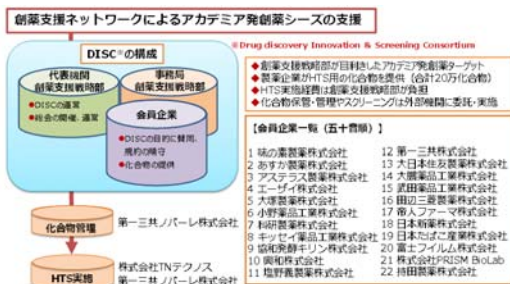 創薬支援ネットワークによるアカデミア発創薬シーズの支援
DISC※の構成
※Drug discovery Innovation & Screening Consortium
代表機関
創薬支援戦略部
●DISCの運営
●総会の開催、運営
事務局
創薬支援戦略部
会員企業
●DISCの目的に賛同、
規約の順守
●化合物の提供
◆創薬支援戦略部が目利きしたアカデミア発創薬ターゲット
◆製薬企業がHTS用の化合物を提供（合計20万化合物）
◆HTS実施経費は創薬支援戦略部が負担
◆化合物保管・管理やスクリーニングは外部機関に委託・実施
【会員企業一覧（五十音順）】
1 味の素製薬株式会社
2 あすか製薬株式会社
3 アステラス製薬株式会社
4 エーザイ株式会社
5 大塚製薬株式会社
6 小野薬品工業株式会社
7 科研製薬株式会社
8 キッセイ薬品工業株式会社
9 協和発酵キリン株式会社
10 興和株式会社
11 塩野義製薬株式会社
12 第一三共株式会社
13 大日本住友製薬株式会社
14 大鵬薬品工業株式会社
15 武田薬品工業株式会社
16 田辺三菱製薬株式会社
17 帝人ファーマ株式会社
18 日本新薬株式会社
19 日本たばこ産業株式会社
20 富士フイルム株式会社
21 株式会社PRISM BioLab
22 持田製薬株式会社
化合物管理
第一三共ノバーレ株式会社
HTS実施
株式会社TNテクノス
第一三共ノバーレ株式会社